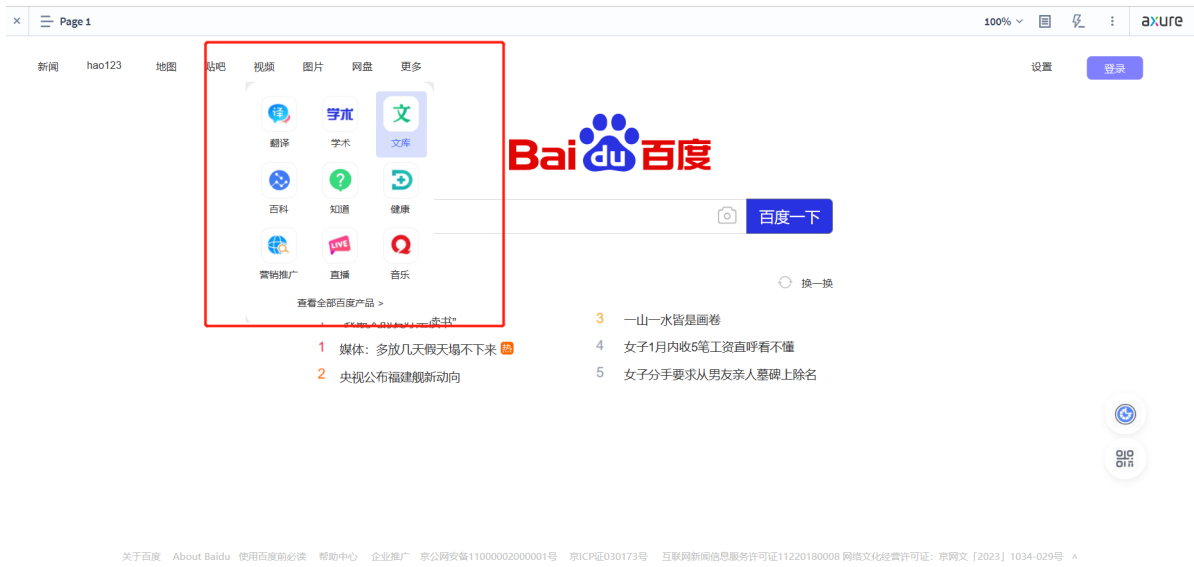 Page 1
100%
axure
新闻 hao123 地图 贴吧 视频 图片 网盘 更多 设置 登录
译 学术 文
翻译 学术 文库
Bai du 百度
百科 知道 健康
百度一下
LIVE
营销推广 直播 音乐
换一换
查看全部百度产品 >
读书”
3 一山一水皆是画卷
1 媒体：多放几天假天塌不下来 热
4 女子1月内收5笔工资直呼看不懂
2 央视公布福建舰新动向
5 女子分手要求从男友亲人墓碑上除名
关于百度 About Baidu 使用百度前必读 帮助中心 企业推广 京公网安备11000002000001号 京ICP证030173号 互联网新闻信息服务许可证11220180008 网络文化经营许可证：京网文〔2023〕1034-029号